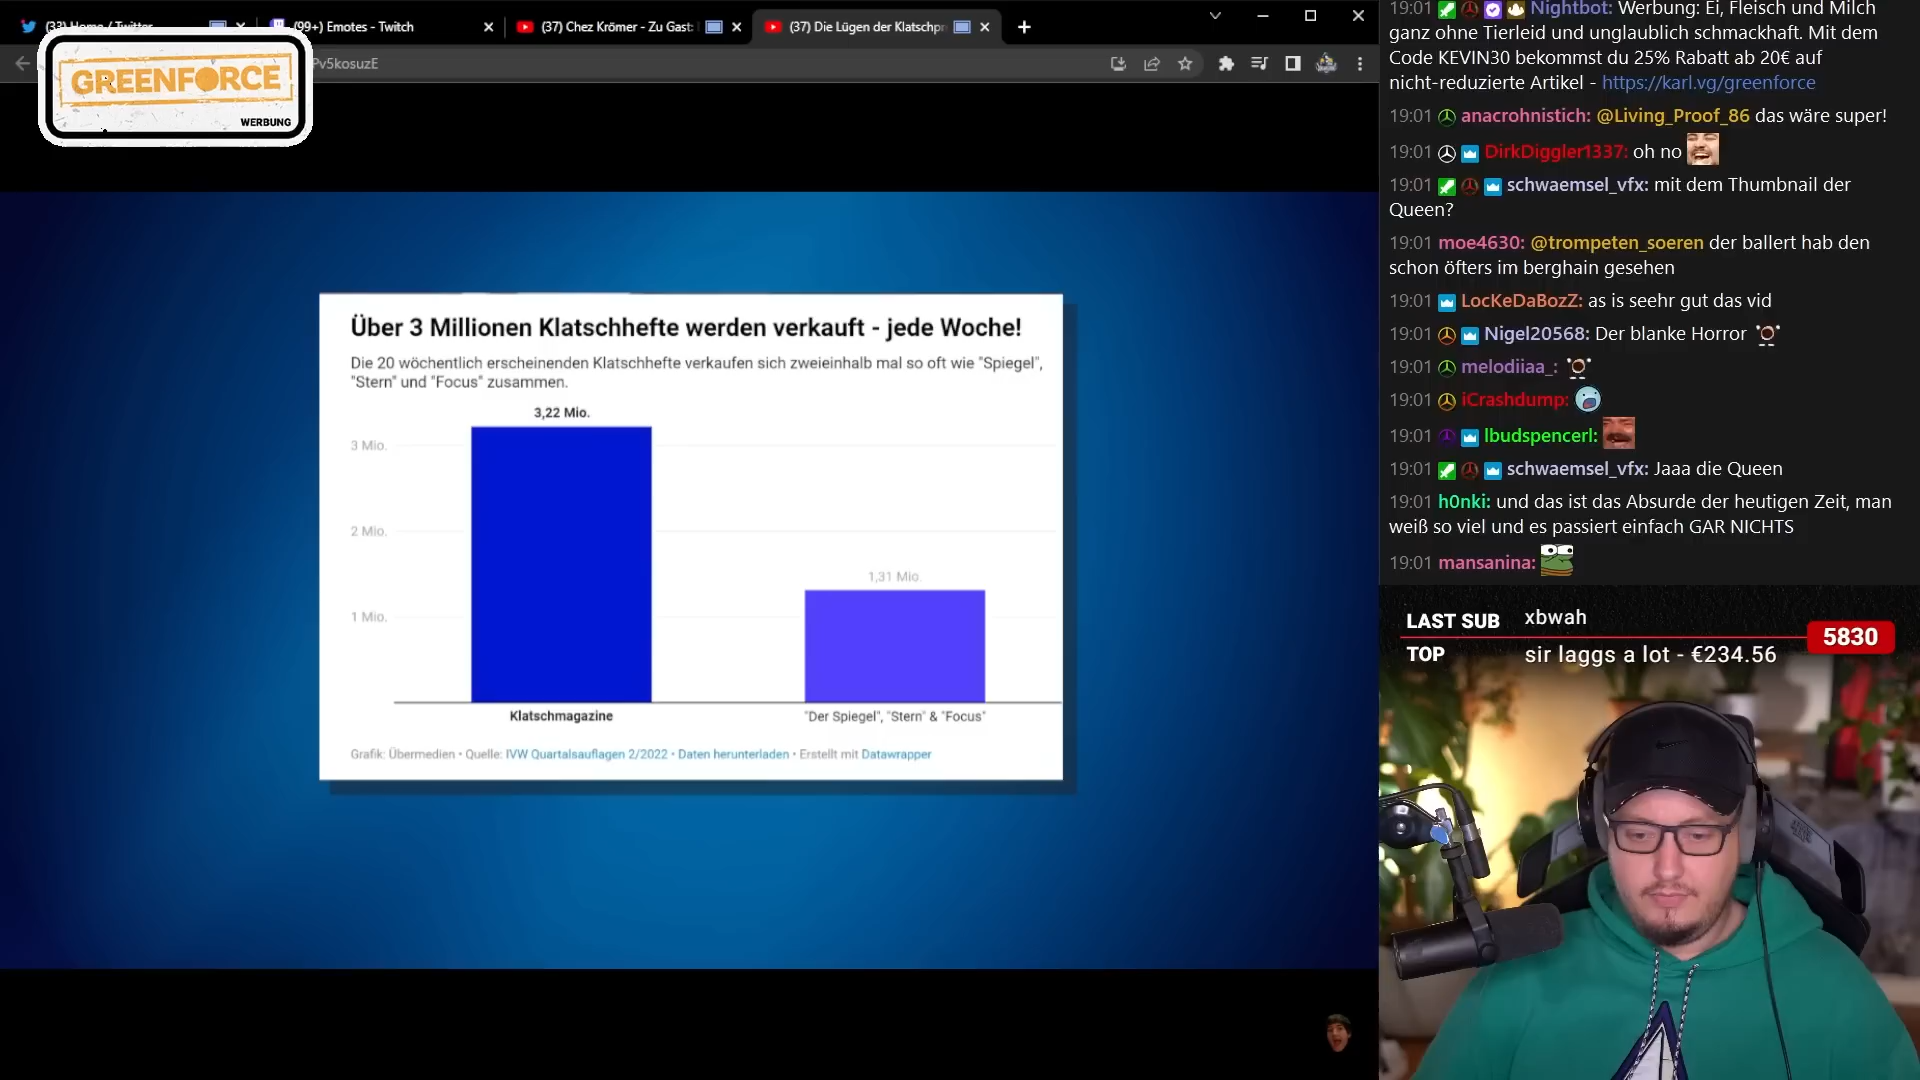 (33) Home / Twitter
(99+) Emotes - Twitch
(37) Chez Krömer - Zu Gast:
(37) Die Lügen der Klatschpr
Pv5kosuzE
GREENFORCE
WERBUNG
Über 3 Millionen Klatschhefte werden verkauft - jede Woche!
Die 20 wöchentlich erscheinenden Klatschhefte verkaufen sich zweieinhalb mal so oft wie "Spiegel",
"Stern" und "Focus" zusammen.
3,22 Mio.
3 Mio.
2 Mio.
1,31 Mio.
1 Mio.
Klatschmagazine
"Der Spiegel", "Stern" & "Focus"
Grafik: Übermedien • Quelle: IVW Quartalsauflagen 2/2022 • Daten herunterladen • Erstellt mit Datawrapper
19:01 Nightbot: Werbung: Ei, Fleisch und Milch
ganz ohne Tierleid und unglaublich schmackhaft. Mit dem
Code KEVIN30 bekommst du 25% Rabatt ab 20€ auf
nicht-reduzierte Artikel - https://karl.vg/greenforce
19:01 anacrohnistich: @Living_Proof_86 das wäre super!
19:01 DirkDiggler1337: oh no
19:01 schwaemsel_vfx: mit dem Thumbnail der
Queen?
19:01 moe4630: @trompeten_soeren der ballert hab den
schon öfters im berghain gesehen
19:01 LocKeDaBozZ: as is seehr gut das vid
19:01 Nigel20568: Der blanke Horror
19:01 melodiiaa_:
19:01 iCrashdump:
19:01 lbudspencerl:
19:01 schwaemsel_vfx: Jaaa die Queen
19:01 h0nki: und das ist das Absurde der heutigen Zeit, man
weiß so viel und es passiert einfach GAR NICHTS
19:01 mansanina:
LAST SUB xbwah
5830
TOP sir laggs a lot - €234.56